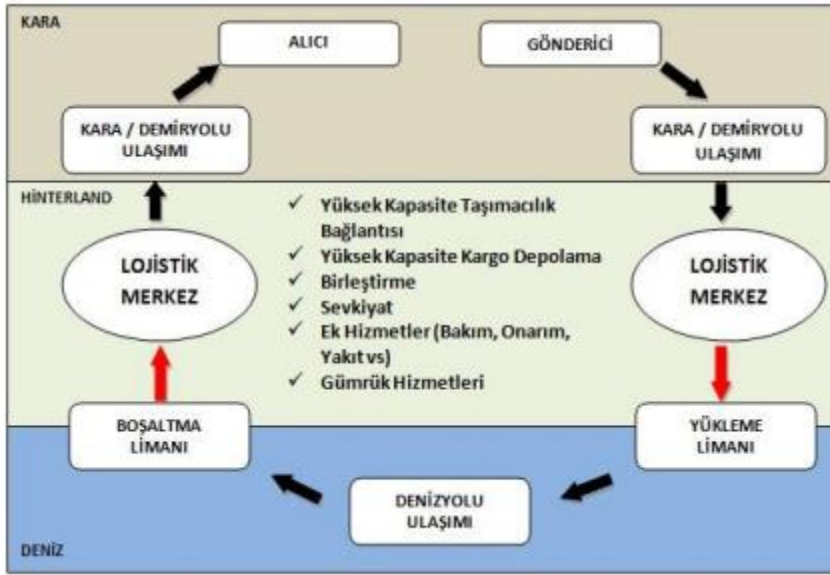 KARA
ALICI
GÖNDERİCİ
KARA / DEMİRYOLU
ULAŞIMI
KARA / DEMİRYOLU
ULAŞIMI
HİNTERLAND
LOJİSTİK
MERKEZ
✓ Yüksek Kapasite Taşımacılık
Bağlantısı
✓ Yüksek Kapasite Kargo Depolama
✓ Birleştirme
✓ Sevkiyat
✓ Ek Hizmetler (Bakım, Onarım,
Yakıt vs)
✓ Gümrük Hizmetleri
LOJİSTİK
MERKEZ
BOŞALTMA
LİMANI
YÜKLEME
LİMANI
DENİZYOLU
ULAŞIMI
DENİZ